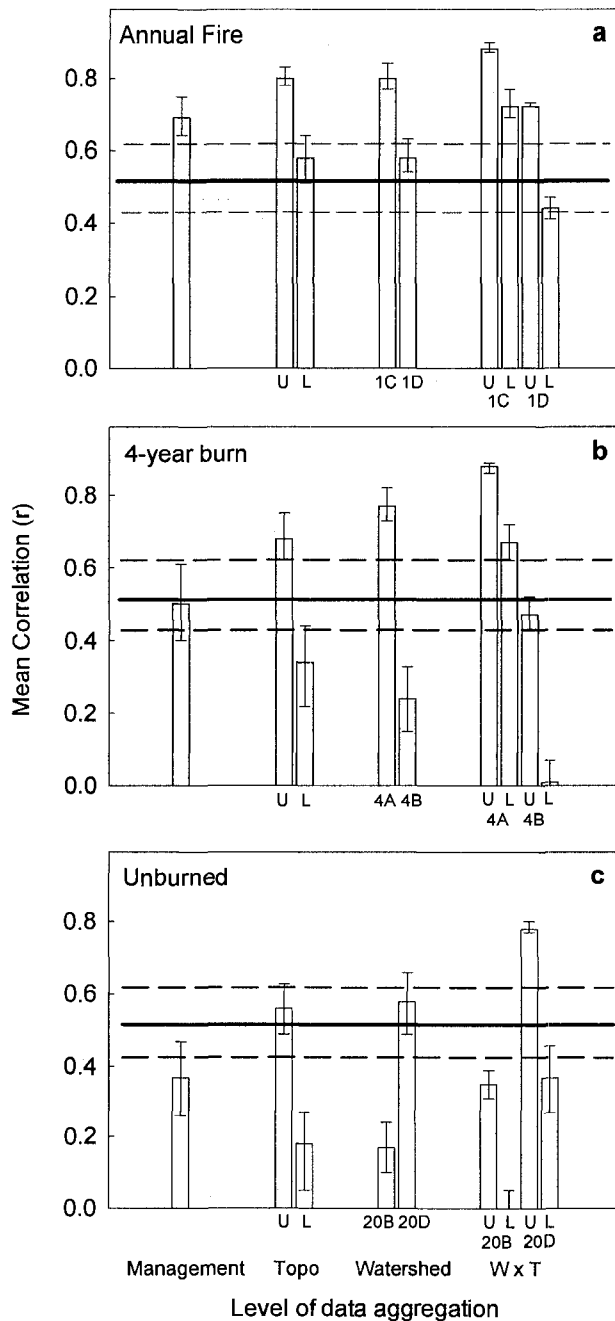 Annual Fire a
0.8
0.6
0.4
0.2
0.0
U L 1C 1D U L U L
1C 1D
4-year burn b
0.8
0.6
0.4
0.2
0.0
U L 4A 4B U L U L
4A 4B
Mean Correlation (r)
Unburned c
0.8
0.6
0.4
0.2
0.0
U L 20B 20D U L U L
20B 20D
Management Topo Watershed W x T
Level of data aggregation